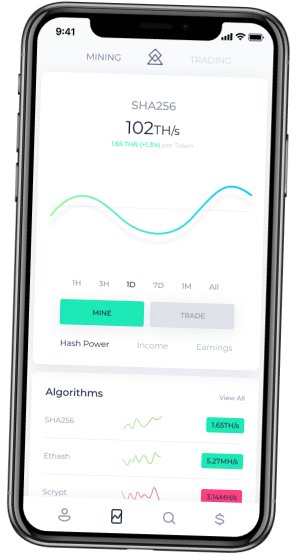 9:41
MINING TRADING
SHA256
102TH/s
1.65 TH/s (+1.3%) per Token
1H 3H 1D 7D 1M All
MINE TRADE
Hash Power Income Earnings
Algorithms View All
SHA256 1.65TH/s
Ethash 5.27MH/s
Scrypt 3.14MH/s
$